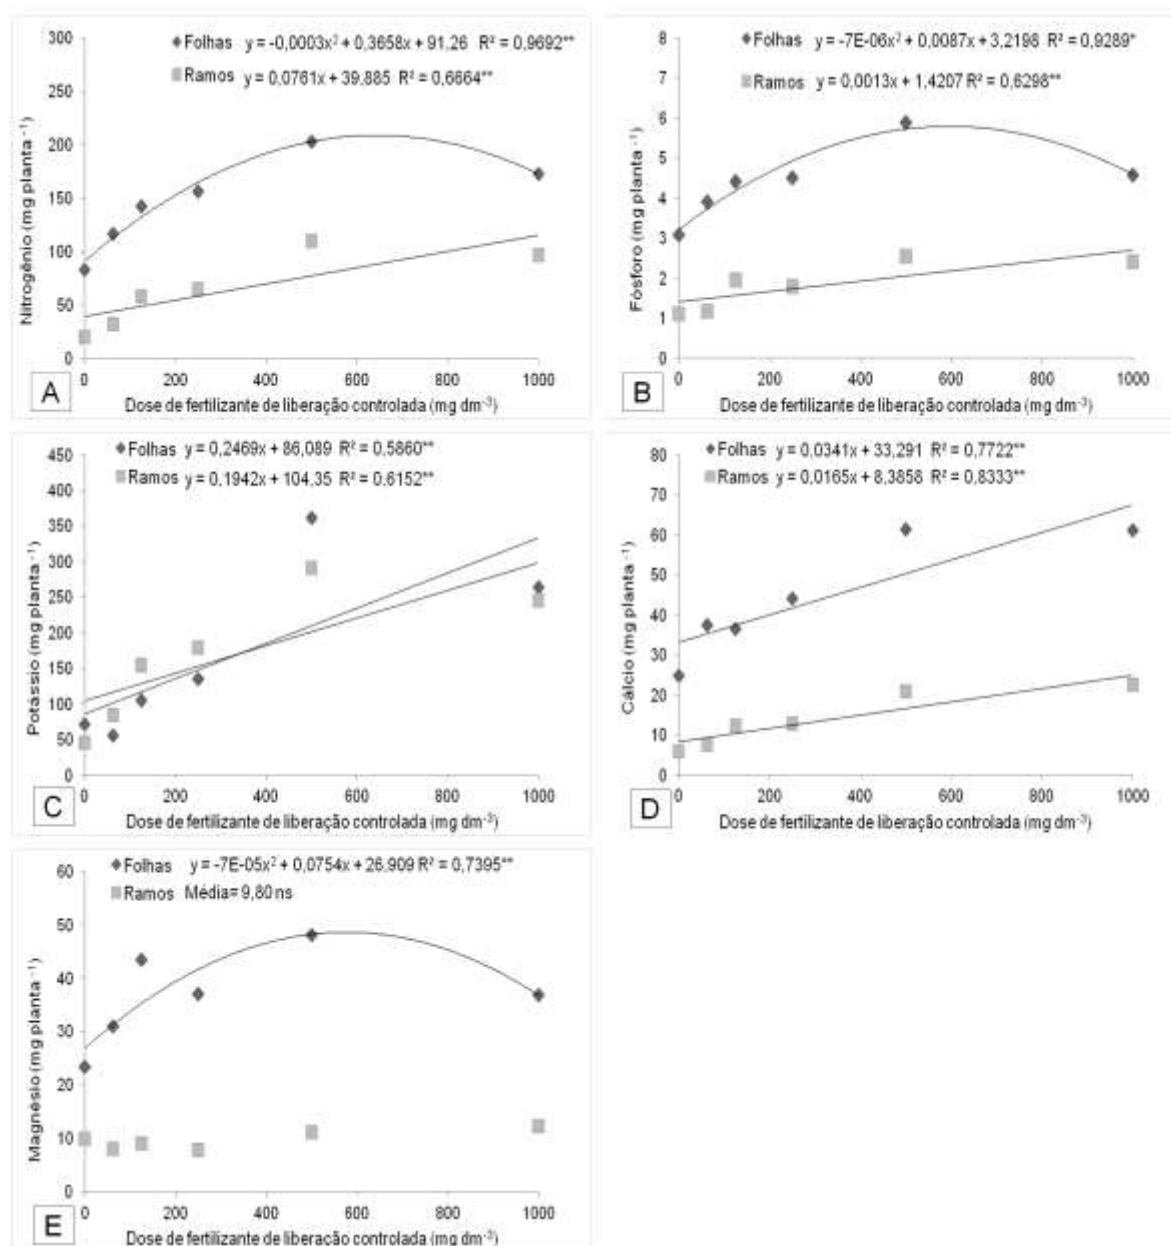 Folhas y = -0,0003x² + 0,3658x + 91,26 R² = 0,9692**
Ramos y = 0,0761x + 39,885 R² = 0,6664**
Nitrogênio (mg planta ⁻¹)
300
250
200
150
100
50
0
0 200 400 600 800 1000
A
Dose de fertilizante de liberação controlada (mg dm⁻³)
Folhas y = -7E-06x² + 0,0087x + 3,2198 R² = 0,9289*
Ramos y = 0,0013x + 1,4207 R² = 0,6298**
Fósforo (mg planta ⁻¹)
8
7
6
5
4
3
2
1
0
0 200 400 600 800 1000
B
Dose de fertilizante de liberação controlada (mg dm⁻³)
Folhas y = 0,2469x + 86,089 R² = 0,5860**
Ramos y = 0,1942x + 104,35 R² = 0,6152**
Potássio (mg planta ⁻¹)
450
400
350
300
250
200
150
100
50
0
0 200 400 600 800 1000
C
Dose de fertilizante de liberação controlada (mg dm⁻³)
Folhas y = 0,0341x + 33,291 R² = 0,7722**
Ramos y = 0,0165x + 8,3858 R² = 0,8333**
Cálcio (mg planta ⁻¹)
80
70
60
50
40
30
20
10
0
0 200 400 600 800 1000
D
Dose de fertilizante de liberação controlada (mg dm⁻³)
Folhas y = -7E-05x² + 0,0754x + 26,909 R² = 0,7395**
Ramos Média= 9,80 ns
Magnésio (mg planta ⁻¹)
60
50
40
30
20
10
0
0 200 400 600 800 1000
E
Dose de fertilizante de liberação controlada (mg dm⁻³)